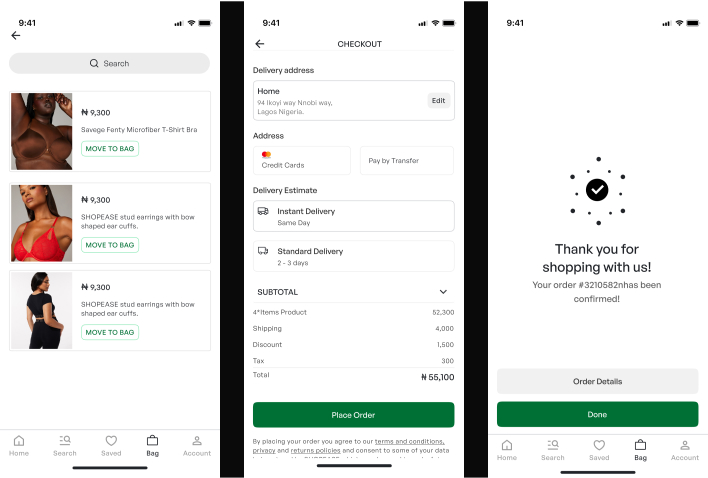 9:41
Search
₦ 9,300
Savege Fenty Microfiber T-Shirt Bra
MOVE TO BAG
₦ 9,300
SHOPEASE stud earrings with bow
shaped ear cuffs.
MOVE TO BAG
₦ 9,300
SHOPEASE stud earrings with bow
shaped ear cuffs.
MOVE TO BAG
Home
Search
Saved
Bag
Account
9:41
CHECKOUT
Delivery address
Home
94 Ikoyi way Nnobi way,
Lagos Nigeria.
Edit
Address
Credit Cards
Pay by Transfer
Delivery Estimate
Instant Delivery
Same Day
Standard Delivery
2 - 3 days
SUBTOTAL
4*Items Product 52,300
Shipping 4,000
Discount 1,500
Tax 300
Total ₦ 55,100
Place Order
By placing your order you agree to our terms and conditions,
privacy and returns policies and consent to some of your data
9:41
Thank you for
shopping with us!
Your order #3210582nhas been
confirmed!
Order Details
Done
Home
Search
Saved
Bag
Account